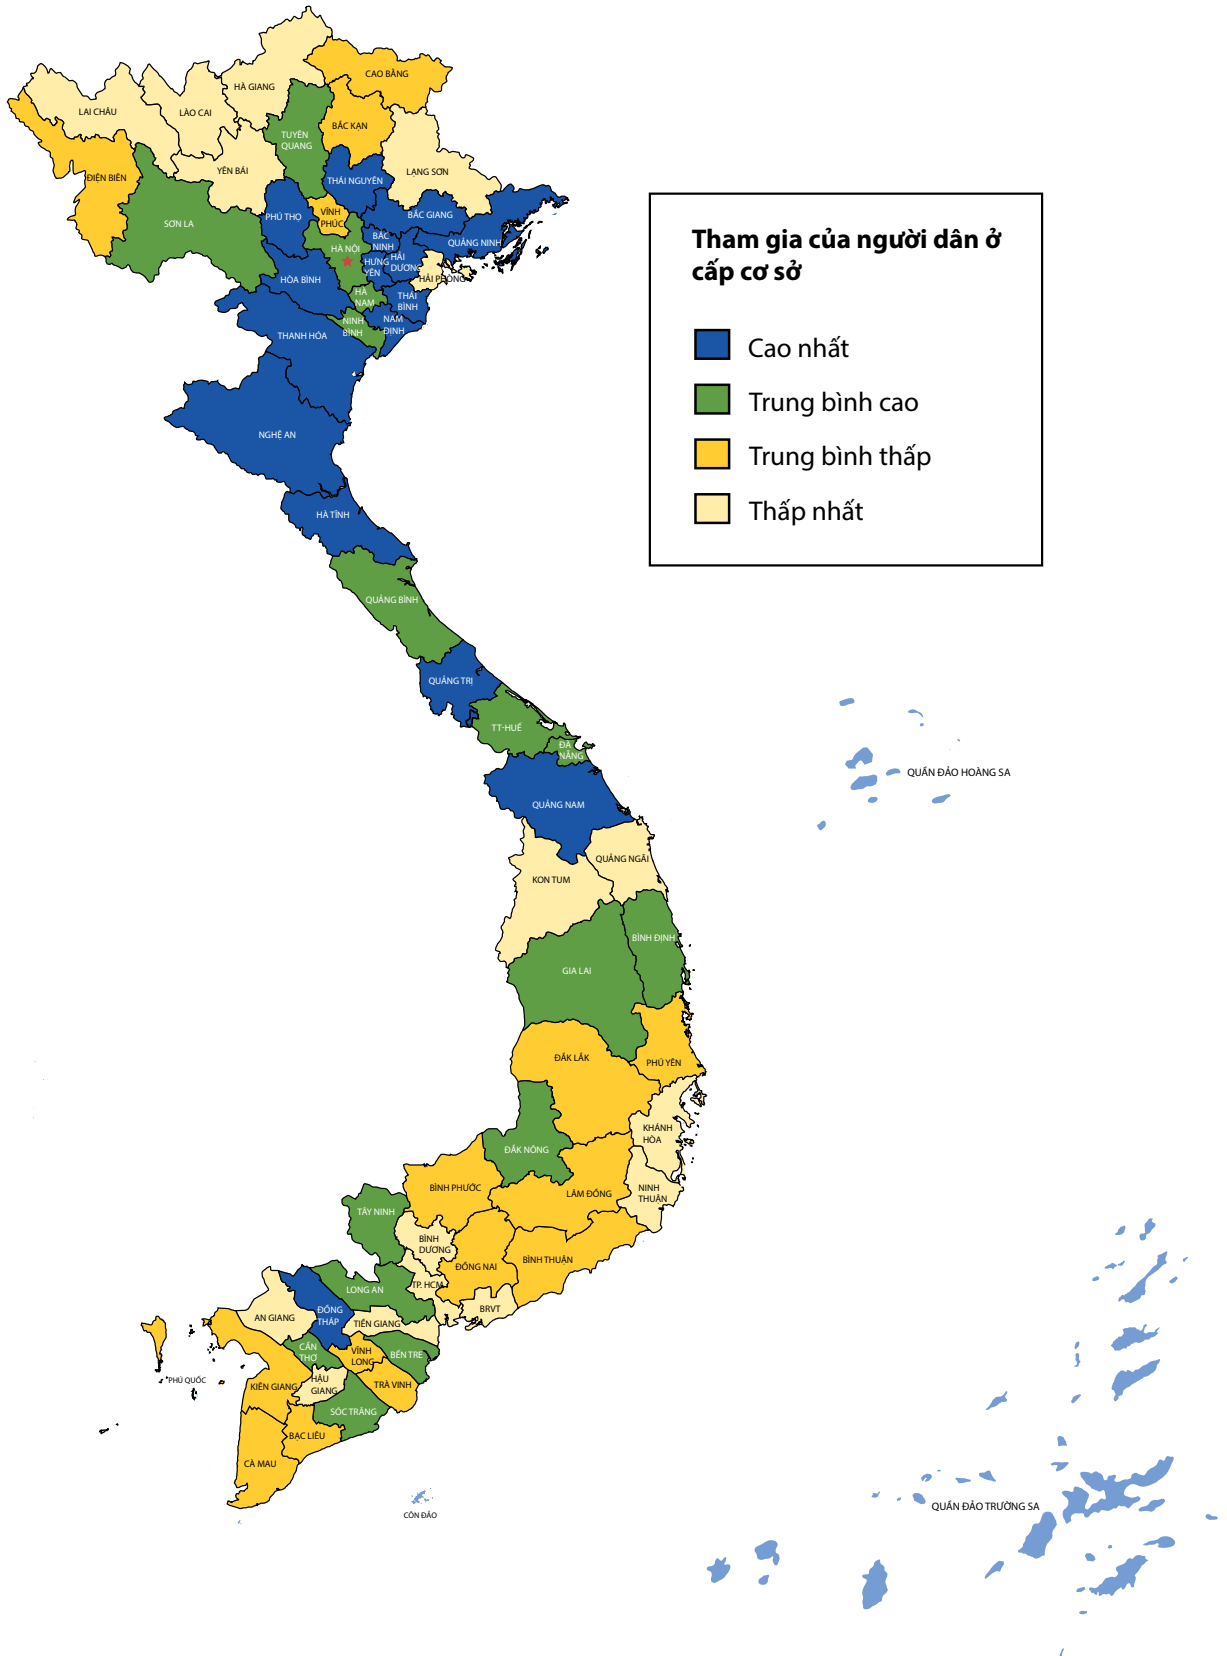 HÀ GIANG
CAO BẰNG
LAI CHÂU
LÀO CAI
BẮC KẠN
TUYÊN
QUANG
YÊN BÁI
LẠNG SƠN
ĐIỆN BIÊN
THÁI NGUYÊN
SƠN LA
PHÚ THỌ
VĨNH
PHÚC
BẮC GIANG
BẮC
NINH
QUẢNG NINH
HÀ NỘI
HƯNG
YÊN
HẢI
DƯƠNG
HẢI PHÒNG
HÒA BÌNH
HÀ
NAM
THÁI
BÌNH
NINH
BÌNH
NAM
ĐỊNH
THANH HÓA
NGHỆ AN
HÀ TĨNH
QUẢNG BÌNH
QUẢNG TRỊ
TT-HUẾ
ĐÀ
NẴNG
QUẢNG NAM
QUẢNG NGÃI
KON TUM
BÌNH ĐỊNH
GIA LAI
ĐẮK LẮK
PHÚ YÊN
KHÁNH
HÒA
ĐẮK NÔNG
BÌNH PHƯỚC
LÂM ĐỒNG
NINH
THUẬN
TÂY NINH
BÌNH
DƯƠNG
ĐỒNG NAI
BÌNH THUẬN
LONG AN
TP. HCM
BRVT
AN GIANG
ĐỒNG
THÁP
TIỀN GIANG
CẦN
THƠ
VĨNH
LONG
BẾN TRE
PHÚ QUỐC
KIÊN GIANG
HẬU
GIANG
TRÀ VINH
SÓC TRĂNG
BẠC LIÊU
CÀ MAU
CÔN ĐẢO
Tham gia của người dân ở
cấp cơ sở
Cao nhất
Trung bình cao
Trung bình thấp
Thấp nhất
QUẦN ĐẢO HOÀNG SA
QUẦN ĐẢO TRƯỜNG SA